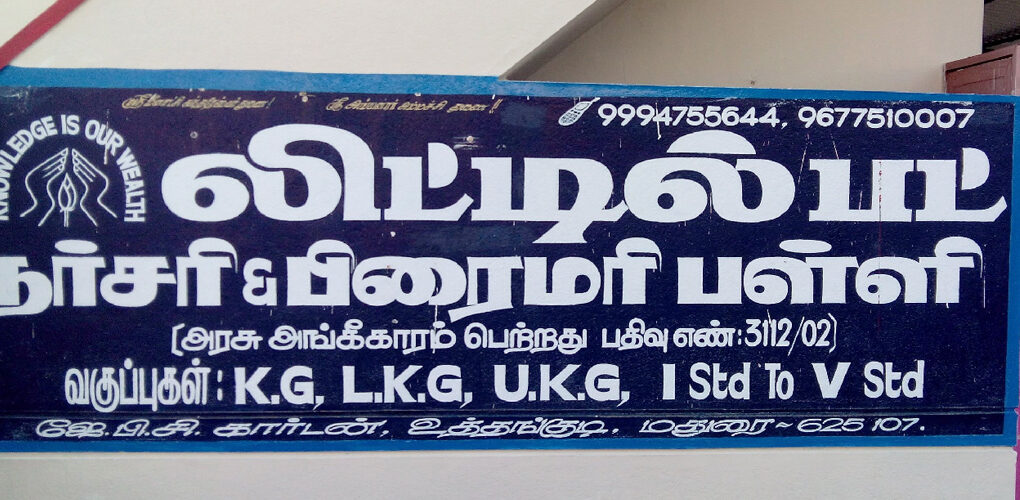 9994755644, 9677510007
KNOWLEDGE IS OUR WEALTH
லிட்டில் பட்
நர்சரி & பிரைமரி பள்ளி
(அரசு அங்கீகாரம் பெற்றது பதிவு எண்:3112/02)
வகுப்புகள் : K.G, L.K.G, U.K.G, I Std To V Std
ஜே.பி.சி. கார்டன், உத்தங்குடி, மதுரை~625 107.